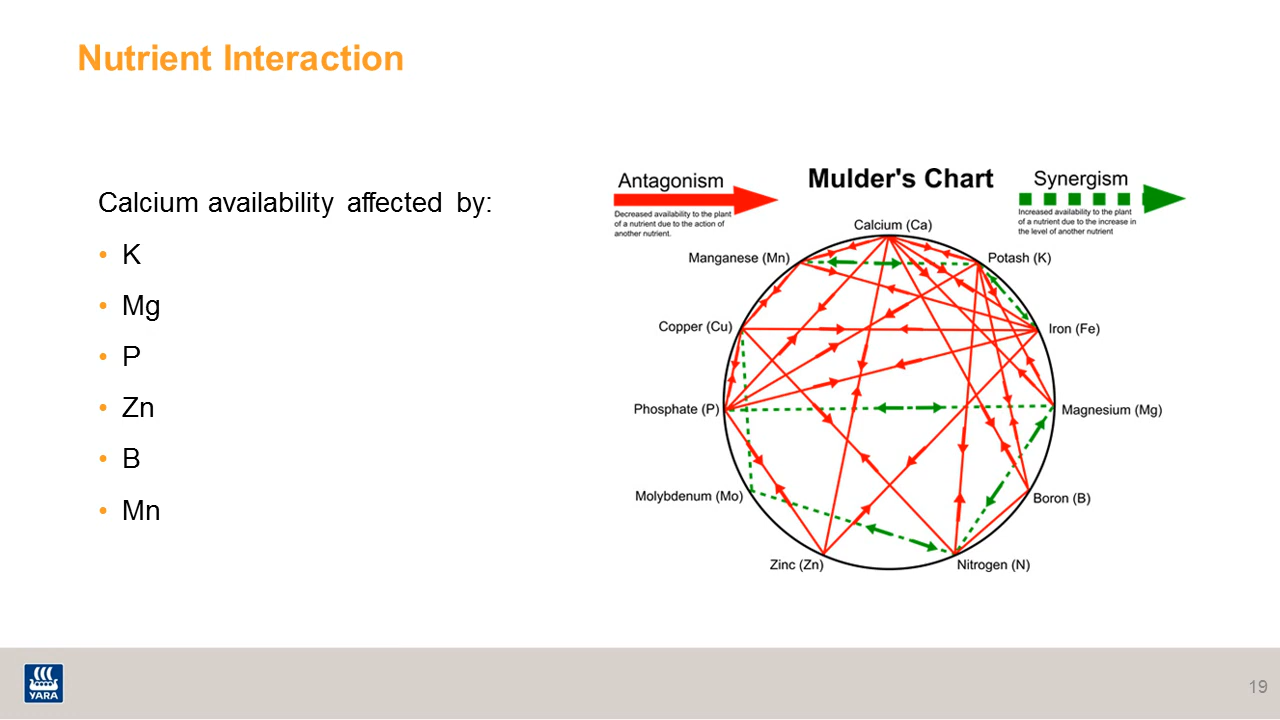 Nutrient Interaction
Calcium availability affected by:
• K
• Mg
• P
• Zn
• B
• Mn
Mulder's Chart
Antagonism
Decreased availability to the plant
of a nutrient due to the action of
another nutrient.
Synergism
Increased availability to the plant
of a nutrient due to the increase in
the level of another nutrient
Calcium (Ca)
Manganese (Mn)
Potash (K)
Copper (Cu)
Iron (Fe)
Phosphate (P)
Magnesium (Mg)
Molybdenum (Mo)
Boron (B)
Zinc (Zn)
Nitrogen (N)
YARA
19